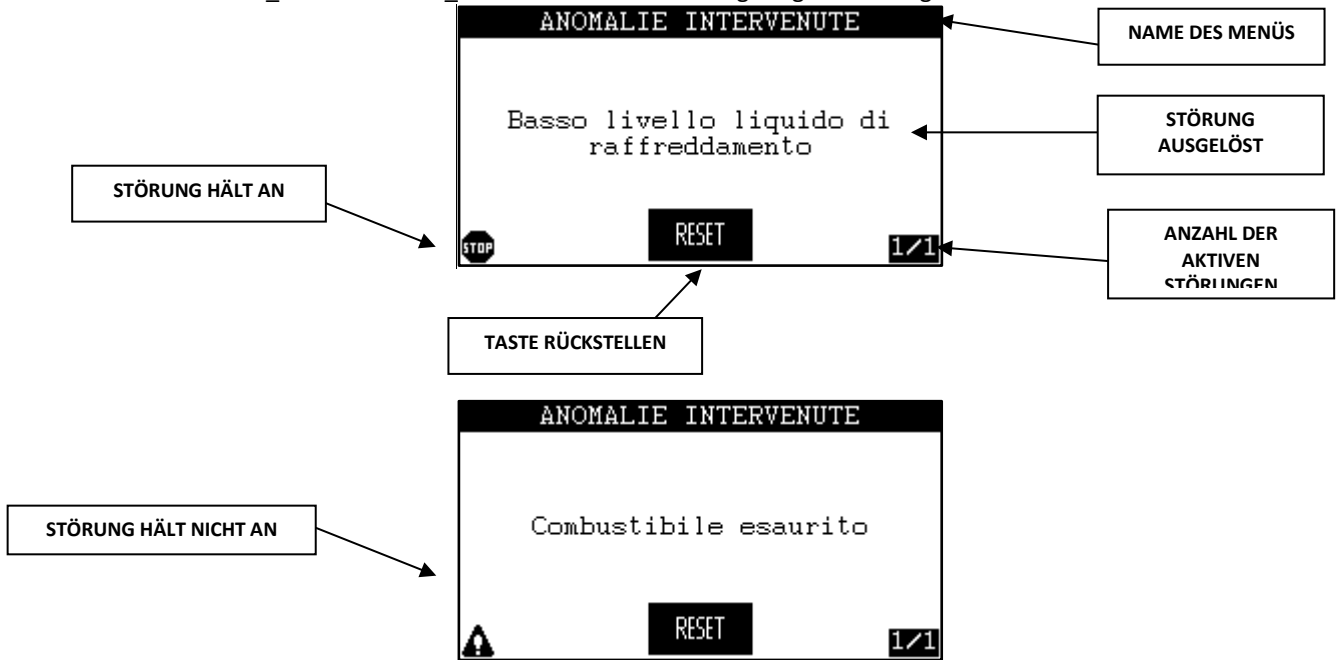 ANOMALIE INTERVENUTE
NAME DES MENÜS
Basso livello liquido di
raffreddamento
STÖRUNG
AUSGELÖST
STÖRUNG HÄLT AN
STOP
RESET
1/1
ANZAHL DER
AKTIVEN
STÖRUNGEN
TASTE RÜCKSTELLEN
ANOMALIE INTERVENUTE
Combustibile esaurito
STÖRUNG HÄLT NICHT AN
RESET
1/1